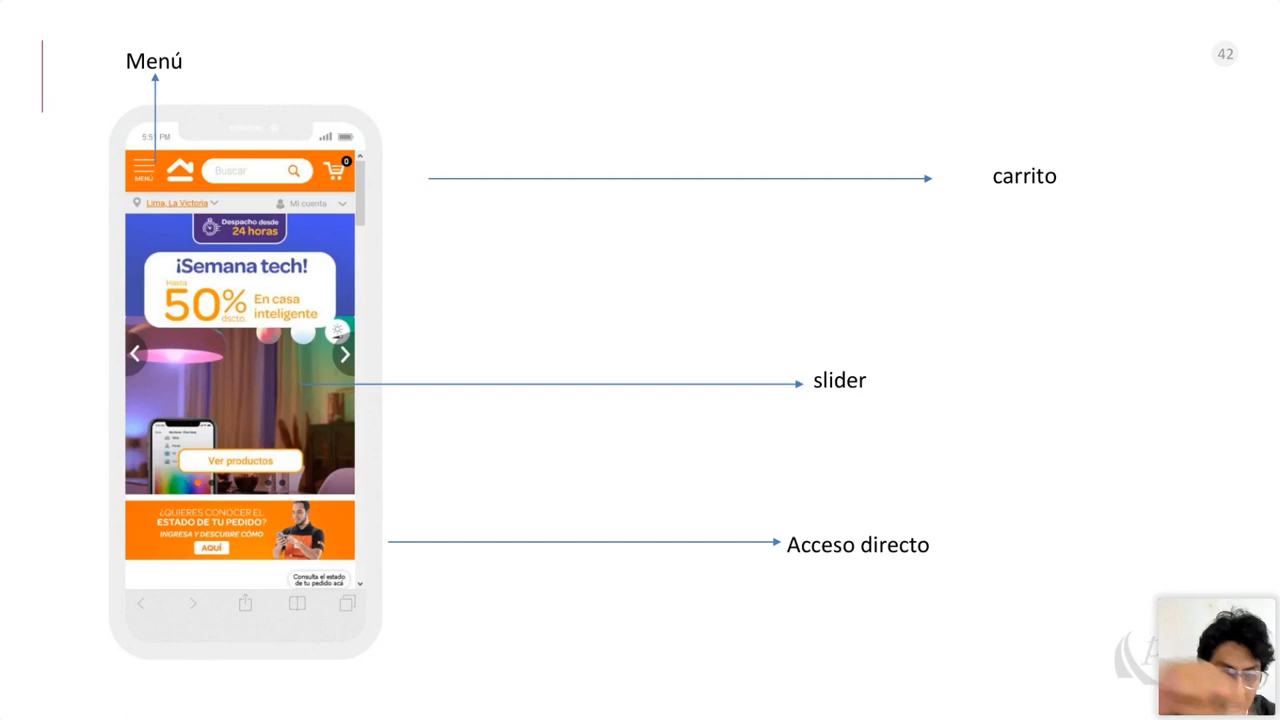 Menú
42
5:51 PM
MENÚ
Buscar
0
carrito
Lima, La Victoria
Mi cuenta
Despacho desde
24 horas
¡Semana tech!
Hasta
50%
dscto.
En casa
inteligente
slider
Ver productos
¿QUIERES CONOCER EL
ESTADO DE TU PEDIDO?
INGRESA Y DESCUBRE CÓMO
AQUÍ
Acceso directo
Consulta el estado
de tu pedido acá